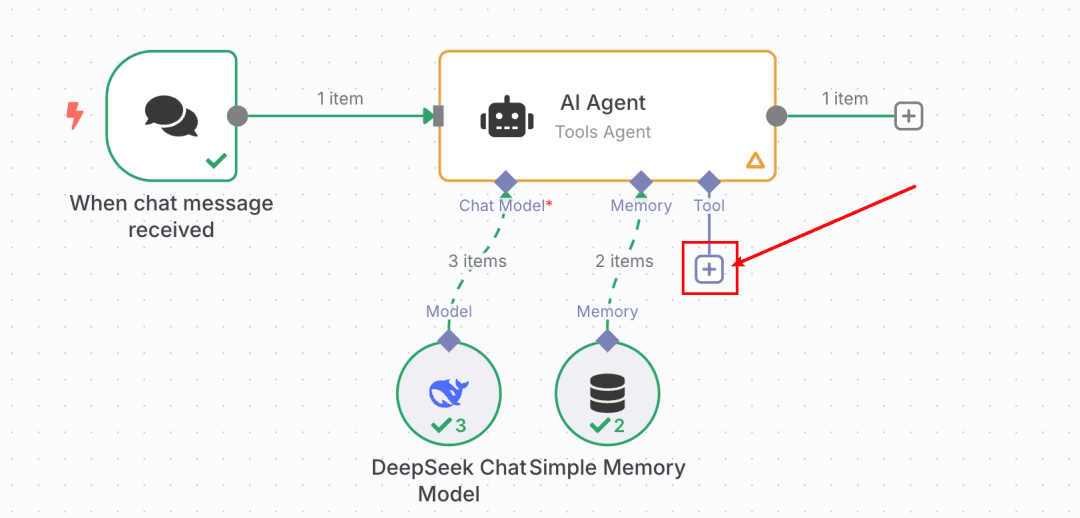 1 item
AI Agent
Tools Agent
1 item
When chat message
received
Chat Model*
Memory
Tool
3 items
2 items
Model
Memory
3
2
DeepSeek Chat
Model
Simple Memory